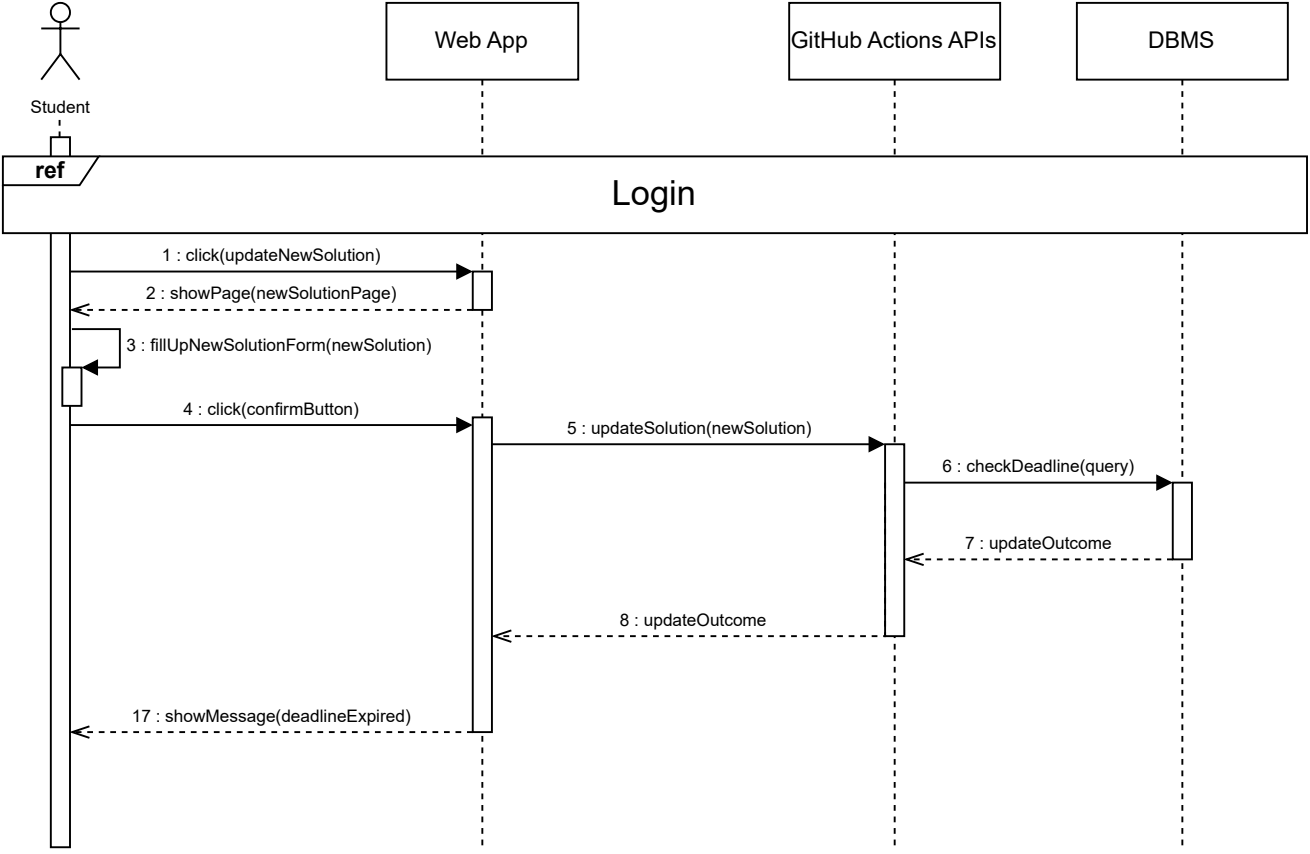 Student
Web App
GitHub Actions APIs
DBMS
ref
Login
1 : click(updateNewSolution)
2 : showPage(newSolutionPage)
3 : fillUpNewSolutionForm(newSolution)
4 : click(confirmButton)
5 : updateSolution(newSolution)
6 : checkDeadline(query)
7 : updateOutcome
8 : updateOutcome
17 : showMessage(deadlineExpired)